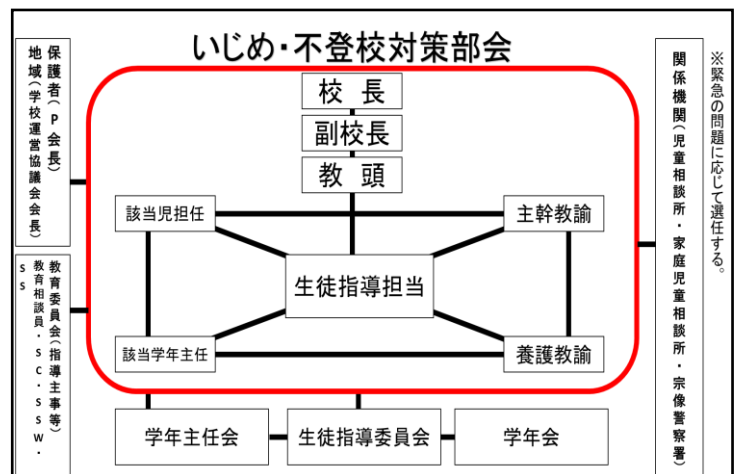 いじめ・不登校対策部会
保護者(P会長)
地域(学校運営協議会会長)
校長
副校長
教頭
該当児担任
主幹教諭
生徒指導担当
該当学年主任
養護教諭
教育委員会(指導主事等)
教育相談員・SC・SSW・
SS
学年主任会
生徒指導委員会
学年会
※緊急の問題に応じて選任する。
関係機関(児童相談所・家庭児童相談所・宗像警察署)